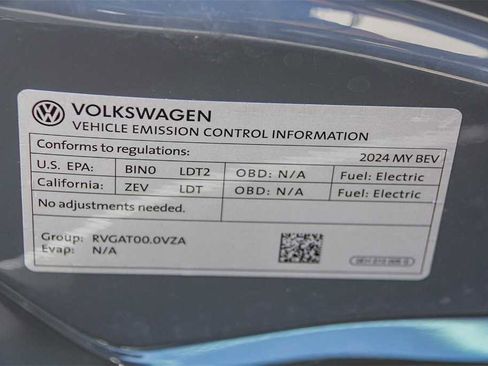 VOLKSWAGEN
VEHICLE EMISSION CONTROL INFORMATION
Conforms to regulations: 2024 MY BEV
U.S. EPA: BIN0 LDT2 OBD: N/A Fuel: Electric
California: ZEV LDT OBD: N/A Fuel: Electric
No adjustments needed.
Group: RVGAT00.0VZA
Evap: N/A